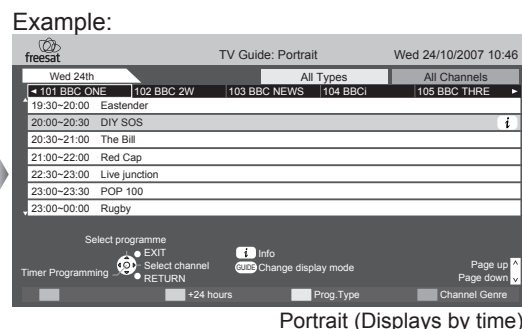 Example:
freesat TV Guide: Portrait Wed 24/10/2007 10:46
Wed 24th All Types All Channels
◄ 101 BBC ONE 102 BBC 2W 103 BBC NEWS 104 BBCi 105 BBC THRE ►
19:30~20:00 Eastender
20:00~20:30 DIY SOS i
20:30~21:00 The Bill
21:00~22:00 Red Cap
22:30~23:00 Live junction
23:00~23:30 POP 100
23:00~00:00 Rugby
Select programme
EXIT i Info
Timer Programming Select channel GUIDE Change display mode Page up
RETURN Page down
+24 hours Prog.Type Channel Genre
Portrait (Displays by time)